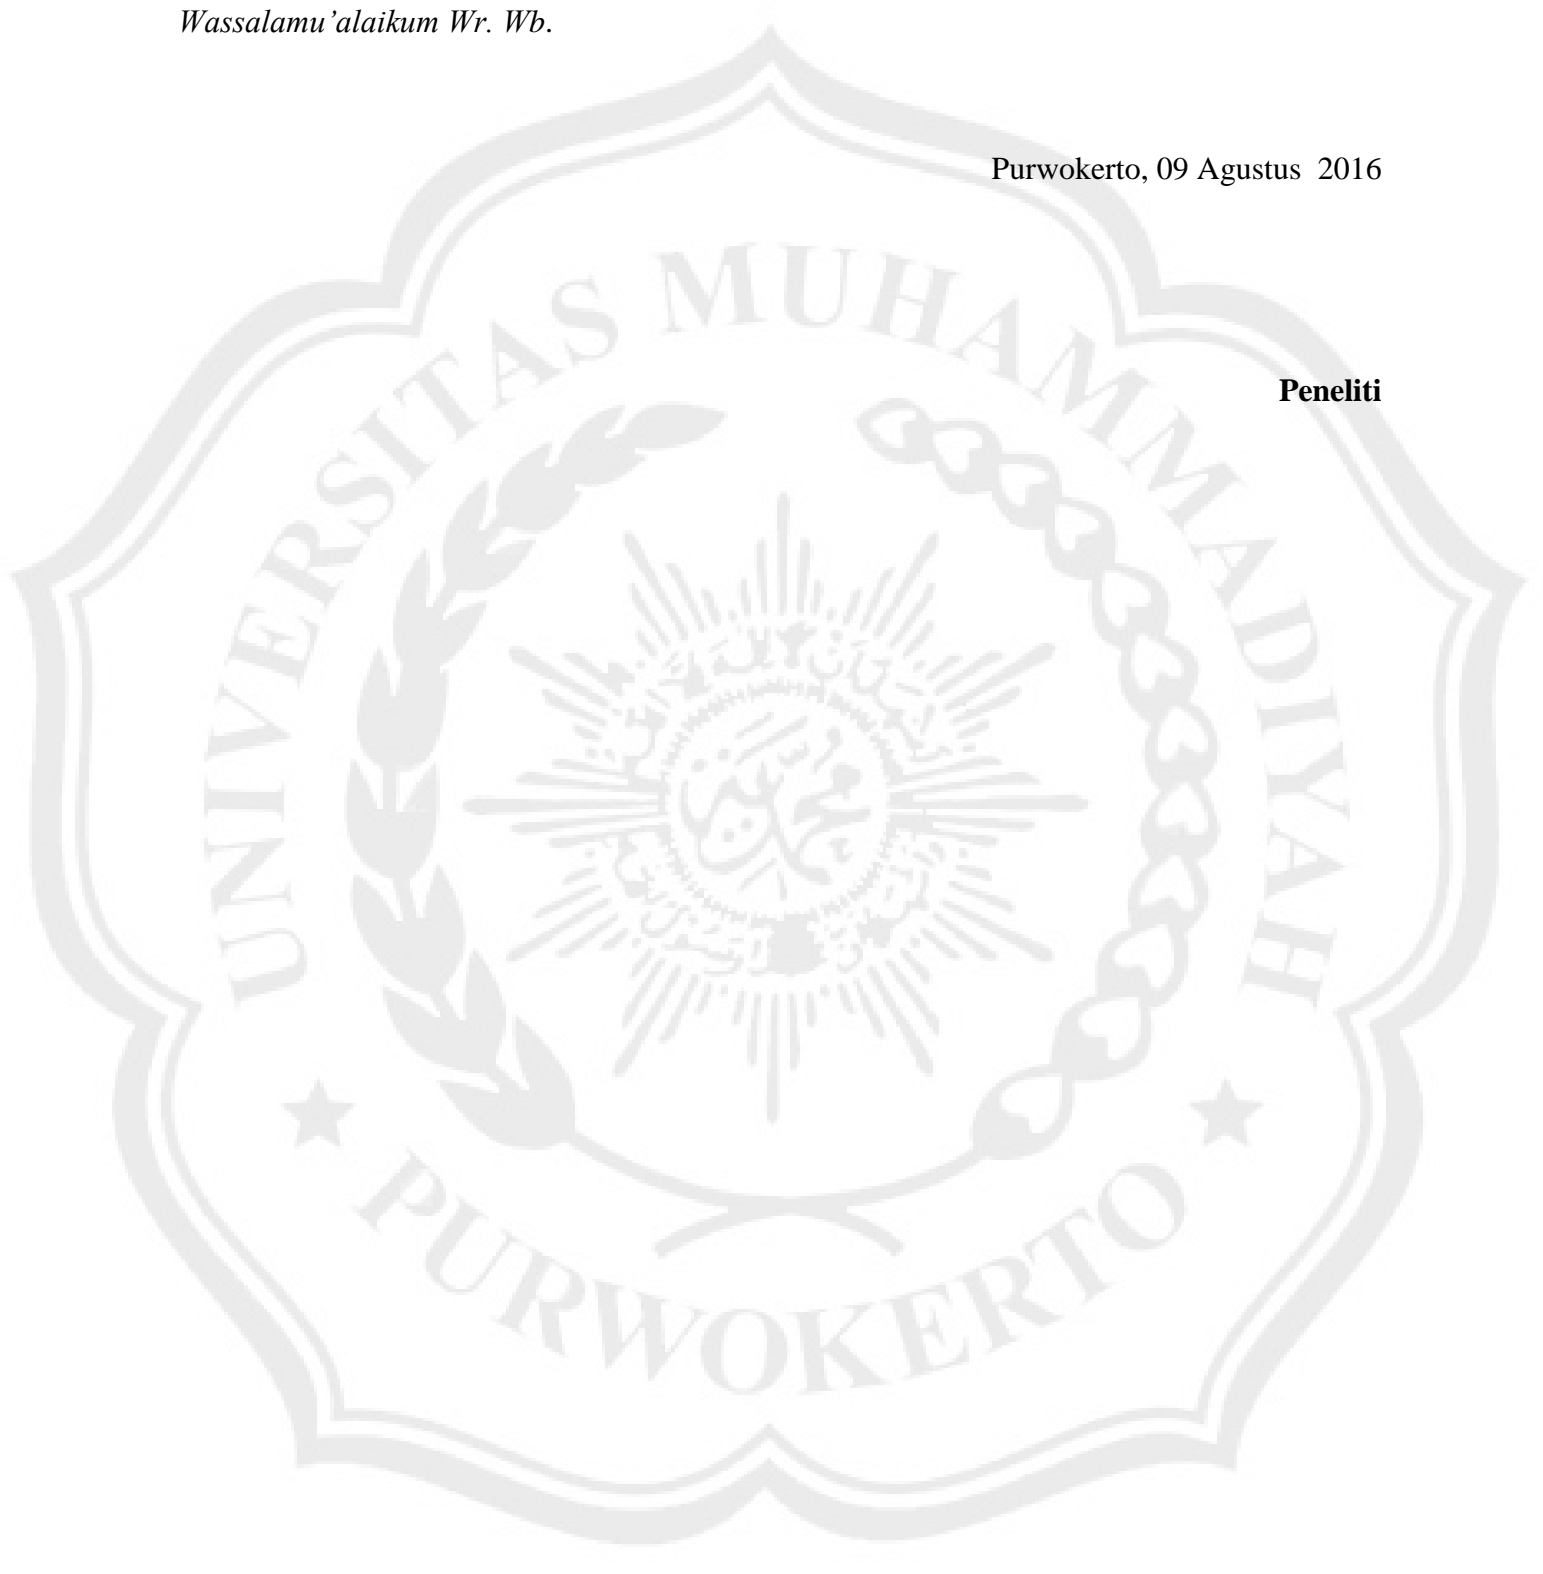 Wassalamu’alaikum Wr. Wb.
Purwokerto, 09 Agustus  2016
Peneliti
UNIVERSITAS MUHAMMADIYAH
PURWOKERTO